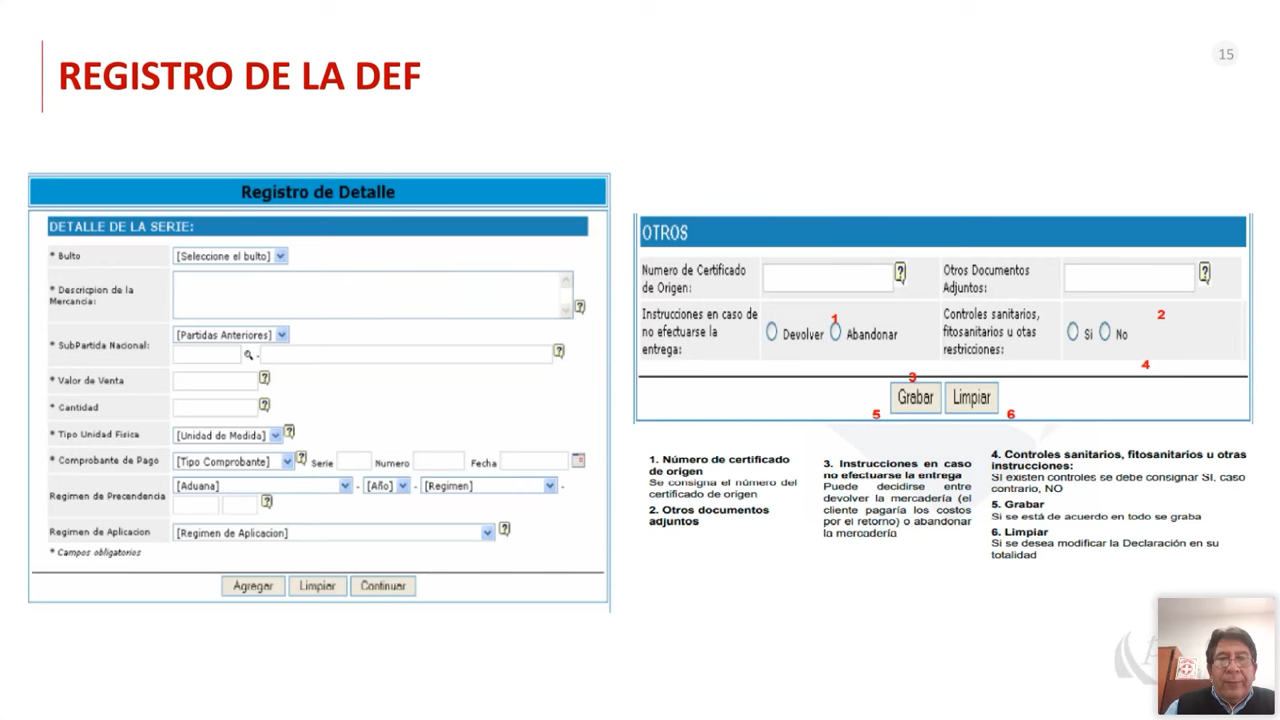 REGISTRO DE LA DEF
15
Registro de Detalle
DETALLE DE LA SERIE:
* Bulto
[Seleccione el bulto]
* Descripcion de la
Mercancia:
* SubPartida Nacional:
[Partidas Anteriores]
-
* Valor de Venta
* Cantidad
* Tipo Unidad Fisica
[Unidad de Medida]
* Comprobante de Pago
[Tipo Comprobante]
Serie
Numero
Fecha
Regimen de Precendencia
[Aduana]
-
[Año]
-
[Regimen]
-
Regimen de Aplicacion
[Regimen de Aplicacion]
* Campos obligatorios
Agregar
Limpiar
Continuar
OTROS
Numero de Certificado
de Origen:
Otros Documentos
Adjuntos:
Instrucciones en caso de
no efectuarse la
entrega:
1
Devolver
Abandonar
Controles sanitarios,
fitosanitarios u otas
restricciones:
2
Si
No
4
3
Grabar
Limpiar
5
6
1. Número de certificado
de origen
Se consigna el número del
certificado de origen
2. Otros documentos
adjuntos
3. Instrucciones en caso
no efectuarse la entrega
Puede decidirse entre
devolver la mercadería (el
cliente pagaría los costos
por el retorno) o abandonar
la mercadería
4. Controles sanitarios, fitosanitarios u otras
instrucciones:
Si existen controles se debe consignar SI, caso
contrario, NO
5. Grabar
Si se está de acuerdo en todo se graba
6. Limpiar
Si se desea modificar la Declaración en su
totalidad